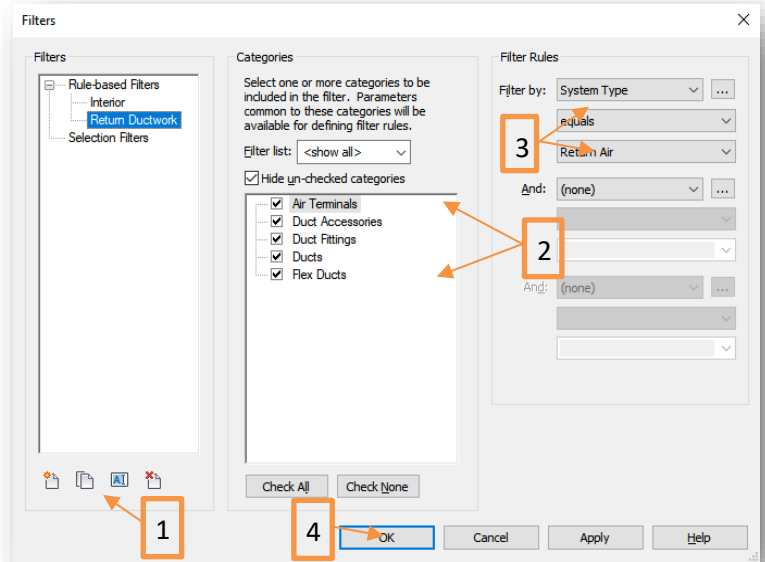 Filters
Filters
Rule-based Filters
Interior
Return Ductwork
Selection Filters
1
Categories
Select one or more categories to be
included in the filter.  Parameters
common to these categories will be
available for defining filter rules.
Filter list: <show all>
Hide un-checked categories
Air Terminals
Duct Accessories
Duct Fittings
Ducts
Flex Ducts
2
Check All Check None
Filter Rules
Filter by: System Type ...
equals
3
Return Air
And: (none) ...
And: (none) ...
4
OK Cancel Apply Help